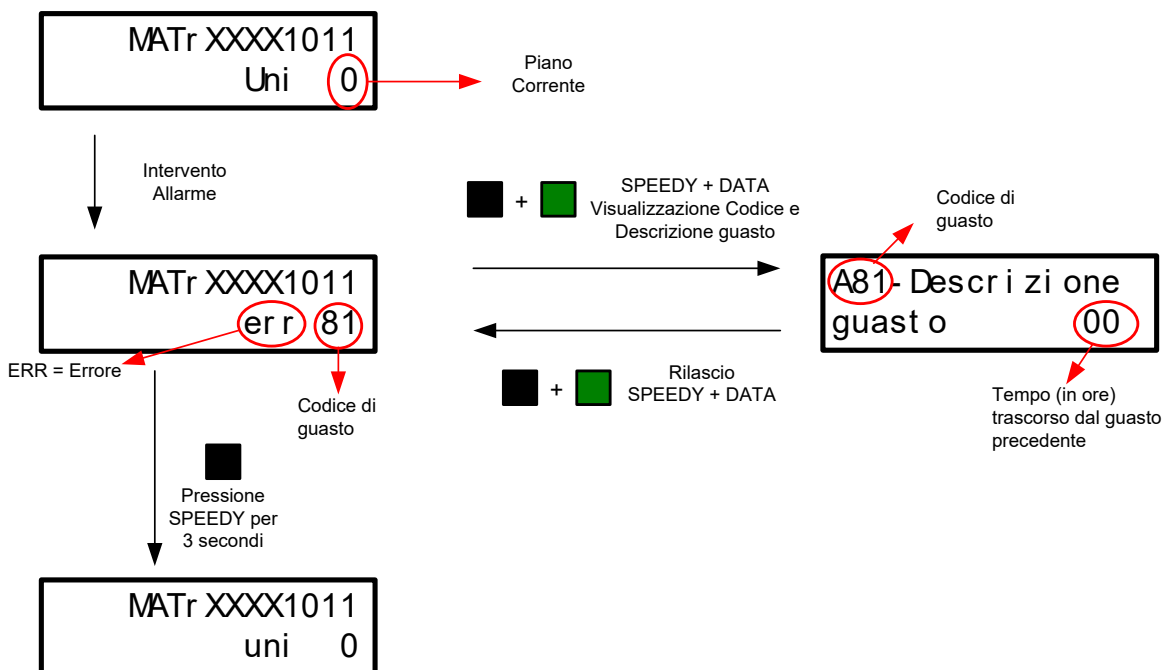 MATr XXXX1011
Uni 0
Piano
Corrente
Intervento
Allarme
+
SPEEDY + DATA
Visualizzazione Codice e
Descrizione guasto
Codice di
guasto
MATr XXXX1011
err 81
A81- Descrizione
guasto 00
ERR = Errore
Codice di
guasto
+
Rilascio
SPEEDY + DATA
Tempo (in ore)
trascorso dal guasto
precedente
Pressione
SPEEDY per
3 secondi
MATr XXXX1011
uni 0